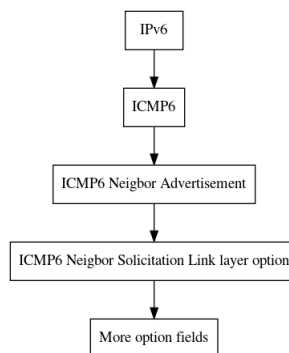 IPv6
ICMP6
ICMP6 Neigbor Advertisement
ICMP6 Neigbor Solicitation Link layer option
More option fields